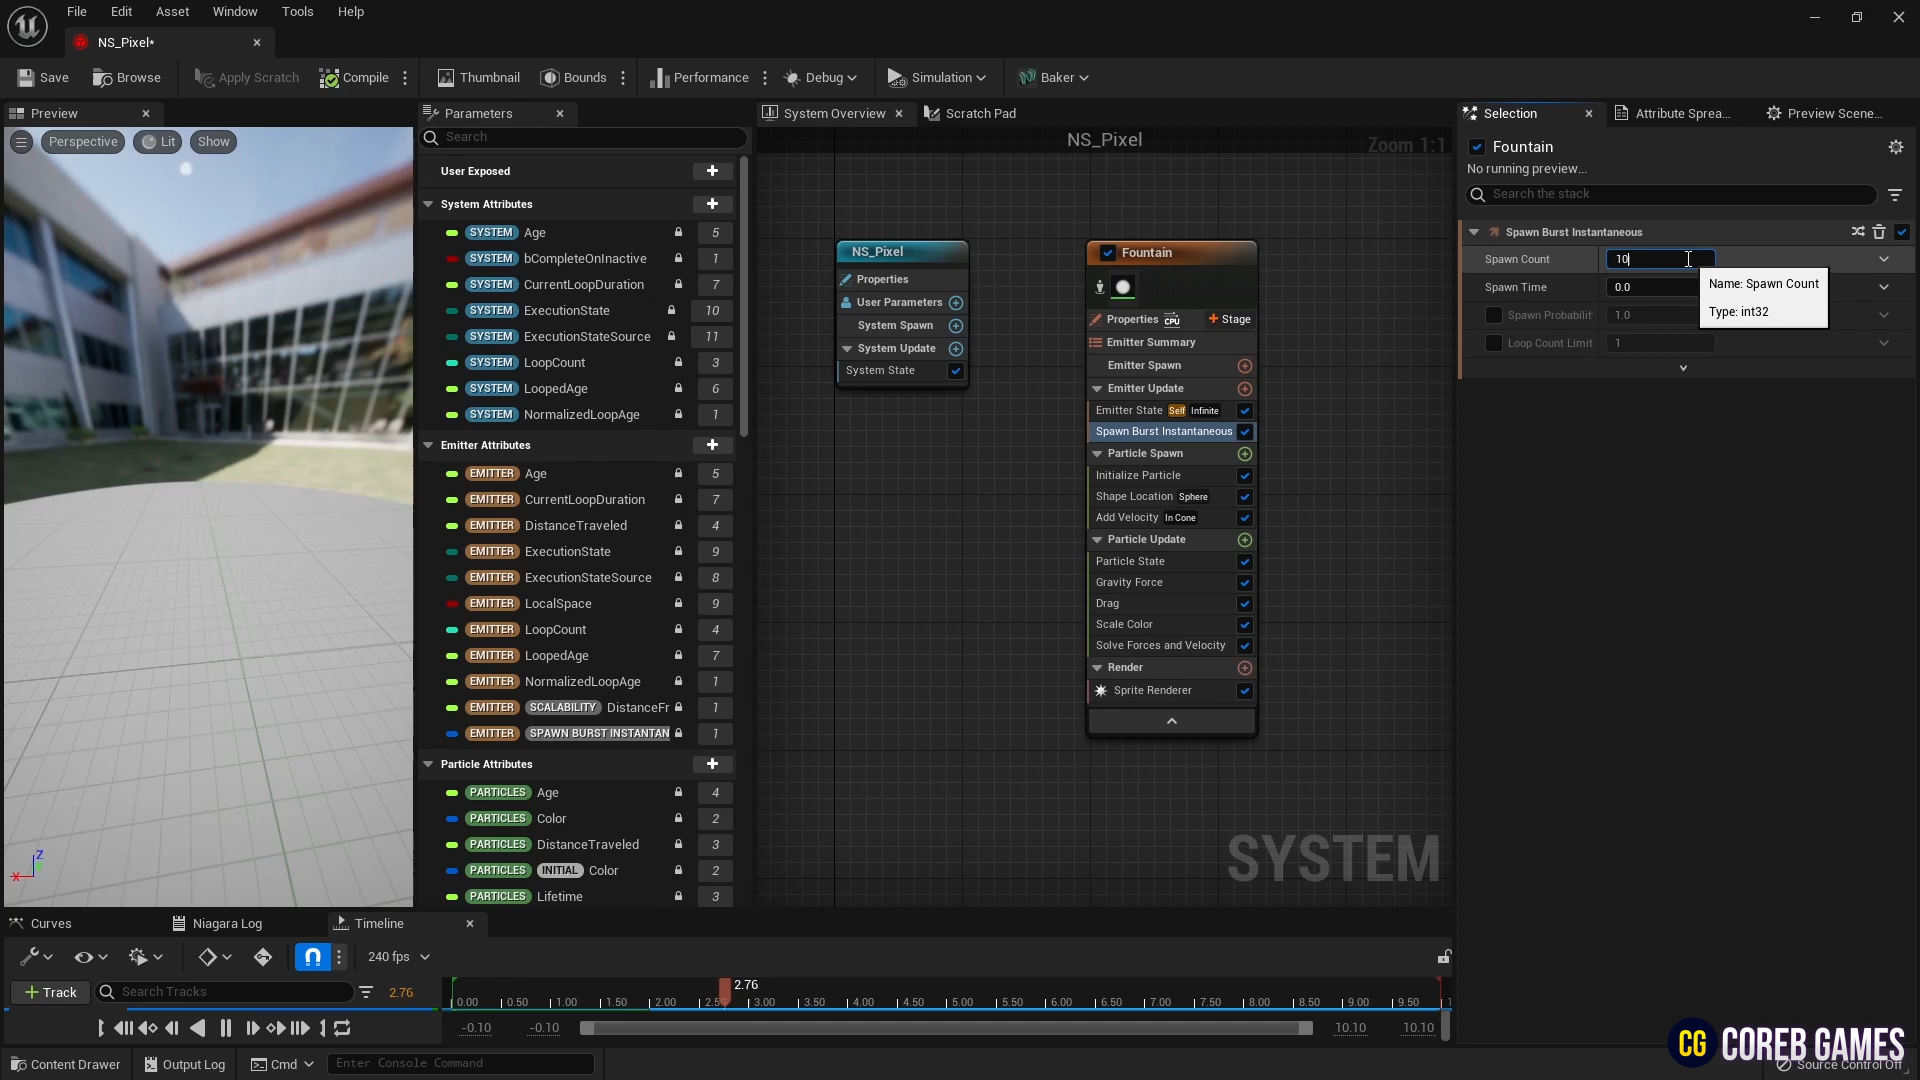 File Edit Asset Window Tools Help
NS_Pixel*
Save Browse Apply Scratch Compile Thumbnail Bounds Performance Debug Simulation Baker
Preview Parameters System Overview Scratch Pad Selection Attribute Sprea... Preview Scene...
Perspective Lit Show
Search
NS_Pixel
Zoom 1:1
Fountain
No running preview...
Search the stack
User Exposed
System Attributes
SYSTEM Age 5
SYSTEM bCompleteOnInactive 1
SYSTEM CurrentLoopDuration 7
SYSTEM ExecutionState 10
SYSTEM ExecutionStateSource 11
SYSTEM LoopCount 3
SYSTEM LoopedAge 6
SYSTEM NormalizedLoopAge 1
Emitter Attributes
EMITTER Age 5
EMITTER CurrentLoopDuration 7
EMITTER DistanceTraveled 4
EMITTER ExecutionState 9
EMITTER ExecutionStateSource 8
EMITTER LocalSpace 9
EMITTER LoopCount 4
EMITTER LoopedAge 7
EMITTER NormalizedLoopAge 1
EMITTER SCALABILITY DistanceFr 1
EMITTER SPAWN BURST INSTANTAN 1
Particle Attributes
PARTICLES Age 4
PARTICLES Color 2
PARTICLES DistanceTraveled 3
PARTICLES INITIAL Color 2
PARTICLES Lifetime 3
NS_Pixel
Properties
User Parameters
System Spawn
System Update
System State
Fountain
Properties CPU + Stage
Emitter Summary
Emitter Spawn
Emitter Update
Emitter State Self Infinite
Spawn Burst Instantaneous
Particle Spawn
Initialize Particle
Shape Location Sphere
Add Velocity In Cone
Particle Update
Particle State
Gravity Force
Drag
Scale Color
Solve Forces and Velocity
Render
Sprite Renderer
SYSTEM
Spawn Burst Instantaneous
Spawn Count 10
Spawn Time 0.0
Spawn Probabilit 1.0
Loop Count Limit 1
Name: Spawn Count
Type: int32
Z
X
Curves Niagara Log Timeline
240 fps
+ Track Search Tracks 2.76
2.76
0.00 0.50 1.00 1.50 2.00 2.5 3.00 3.50 4.00 4.50 5.00 5.50 6.00 6.50 7.00 7.50 8.00 8.50 9.00 9.50 1
-0.10 -0.10 10.10 10.10
Content Drawer Output Log Cmd Enter Console Command
CG COREB GAMES
Source Control Off